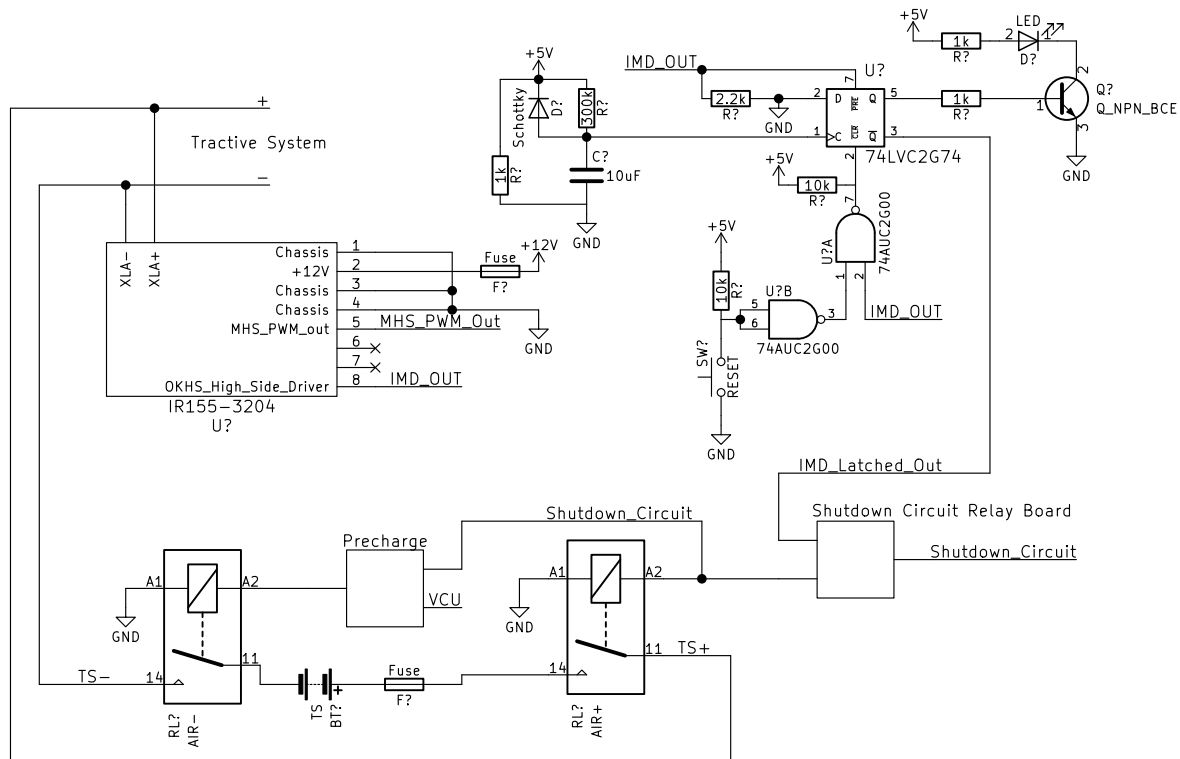 +5V
LED
2
1
1k
R?
D?
2
Q?
Q_NPN_BCE
1
3
GND
+5V
Schottky
D?
300k
R?
1k
R?
C?
10uF
GND
IMD_OUT
U?
7
2.2k
R?
GND
2
D
PRE
Q
5
1k
R?
1
C
CLR
Q
3
2
74LVC2G74
+5V
10k
R?
7
U?A
74AUC2G00
1
2
IMD_OUT
+5V
10k
R?
U?B
5
6
3
74AUC2G00
SW?
RESET
GND
+
Tractive System
-
XLA-
XLA+
Chassis
1
+12V
2
Fuse
F?
+12V
Chassis
3
Chassis
4
MHS_PWM_out
5
MHS_PWM_Out
GND
6
7
OKHS_High_Side_Driver
8
IMD_OUT
IR155-3204
U?
IMD_Latched_Out
Shutdown Circuit Relay Board
Shutdown_Circuit
Shutdown_Circuit
Precharge
VCU
A1
A2
GND
11
TS-
14
RL?
AIR-
TS
BT?
+
Fuse
F?
A1
A2
GND
11
TS+
14
RL?
AIR+